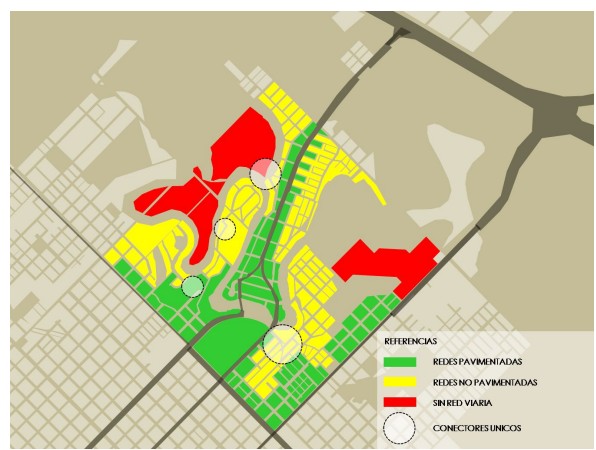 REFERENCIAS
REDES PAVIMENTADAS
REDES NO PAVIMENTADAS
SIN RED VIARIA
CONECTORES UNICOS